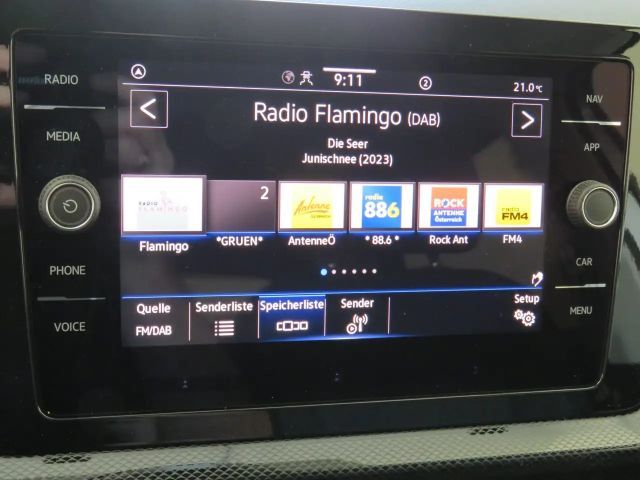 RADIO
MEDIA
PHONE
VOICE
NAV
APP
CAR
MENU
9:11
2
21.0 °C
Radio Flamingo (DAB)
Die Seer
Junischnee (2023)
RADIO
FLAMINGO
2
Antenne
radio
886
ROCK
ANTENNE
Österreich
radio
FM4
Flamingo
*GRUEN*
AntenneÖ
* 88.6 *
Rock Ant
FM4
Quelle
FM/DAB
Senderliste
Speicherliste
Sender
Setup